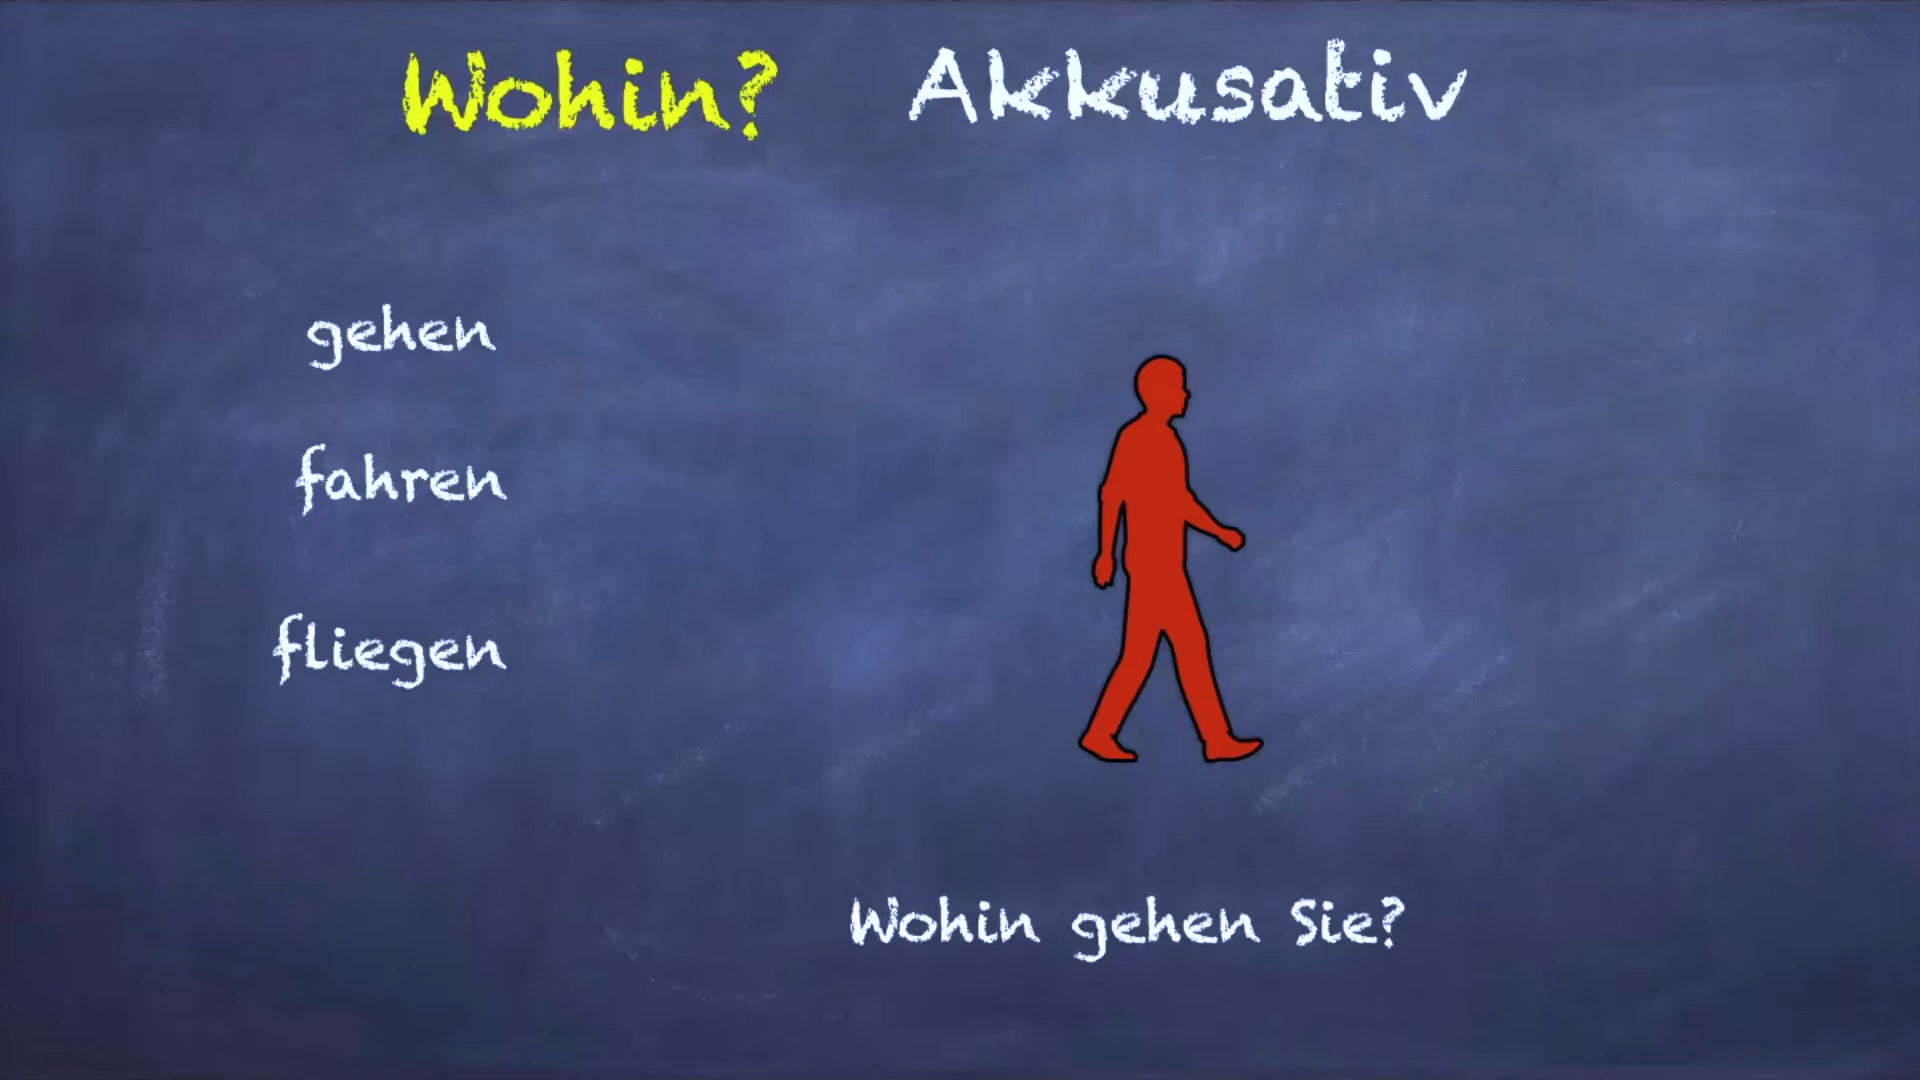 Wohin? Akkusativ
gehen
fahren
fliegen
Wohin gehen Sie?